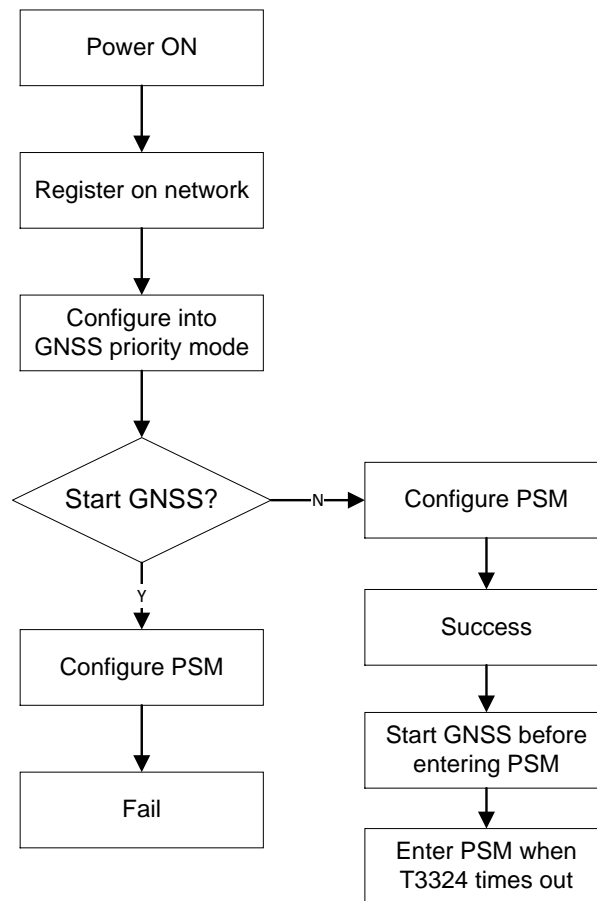 Power ON
Register on network
Configure into
GNSS priority mode
Start GNSS?
N
Configure PSM
Y
Success
Configure PSM
Start GNSS before
entering PSM
Fail
Enter PSM when
T3324 times out